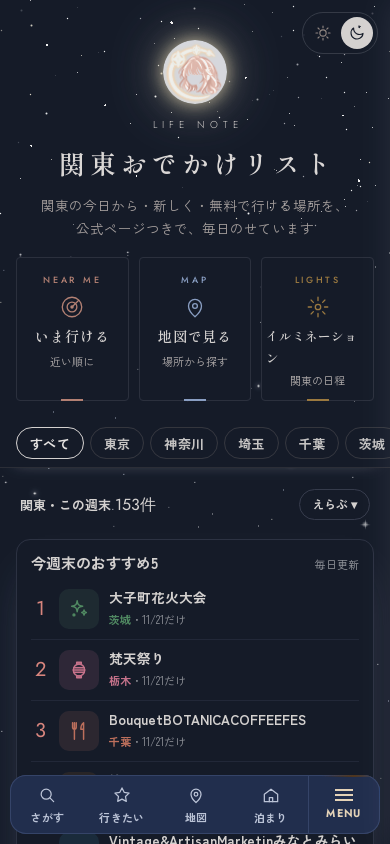 LIFE NOTE
関東おでかけリスト
関東の今日から・新しく・無料で行ける場所を、
公式ページつきで、毎日のせています
NEAR ME
いま行ける
近い順に
MAP
地図で見る
場所から探す
LIGHTS
イルミネーショ
ン
関東の日程
すべて
東京
神奈川
埼玉
千葉
茨城
関東・この週末 153件
えらぶ ▾
今週末のおすすめ5
毎日更新
1
大子町花火大会
茨城・11/21だけ
2
梵天祭り
栃木・11/21だけ
3
BouquetBOTANICACOFFEEFES
千葉・11/21だけ
さがす
行きたい
地図
泊まり
MENU
Vintage&ArtisanMarketinみなとみらい